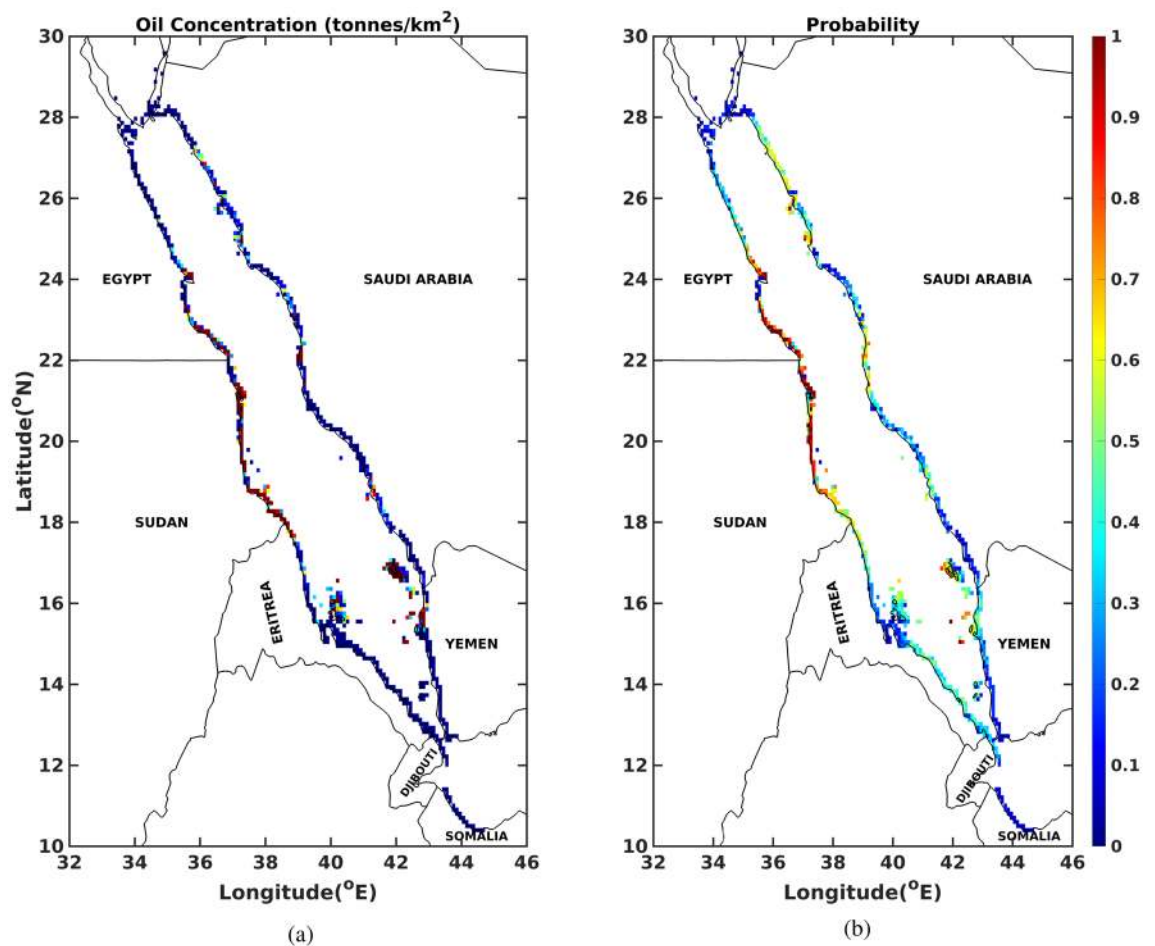 Oil Concentration (tonnes/km2)
30
28
26
24
22
20
18
16
14
12
10
32 34 36 38 40 42 44 46
Latitude(oN)
Longitude(oE)
EGYPT
SAUDI ARABIA
SUDAN
ERITREA
YEMEN
DJIBOUTI
SOMALIA
(a)
Probability
30
28
26
24
22
20
18
16
14
12
10
32 34 36 38 40 42 44 46
Longitude(oE)
EGYPT
SAUDI ARABIA
SUDAN
ERITREA
YEMEN
DJIBOUTI
SOMALIA
(b)
1
0.9
0.8
0.7
0.6
0.5
0.4
0.3
0.2
0.1
0